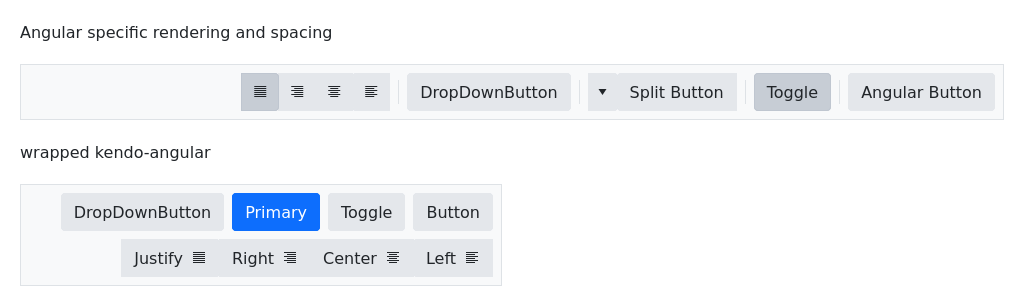 Angular specific rendering and spacing
DropDownButton Split Button Toggle Angular Button
wrapped kendo-angular
DropDownButton Primary Toggle Button
Justify Right Center Left